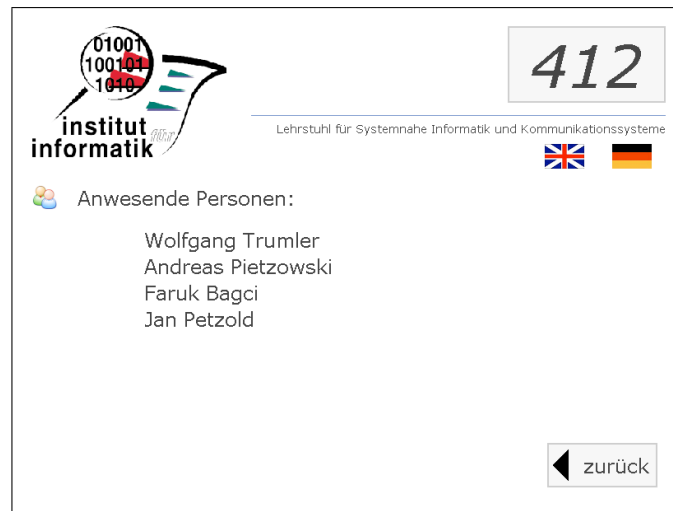 01001
100101
1010
institut
informatik
412
Lehrstuhl für Systemnahe Informatik und Kommunikationssysteme
Anwesende Personen:
Wolfgang Trumler
Andreas Pietzowski
Faruk Bagci
Jan Petzold
zurück